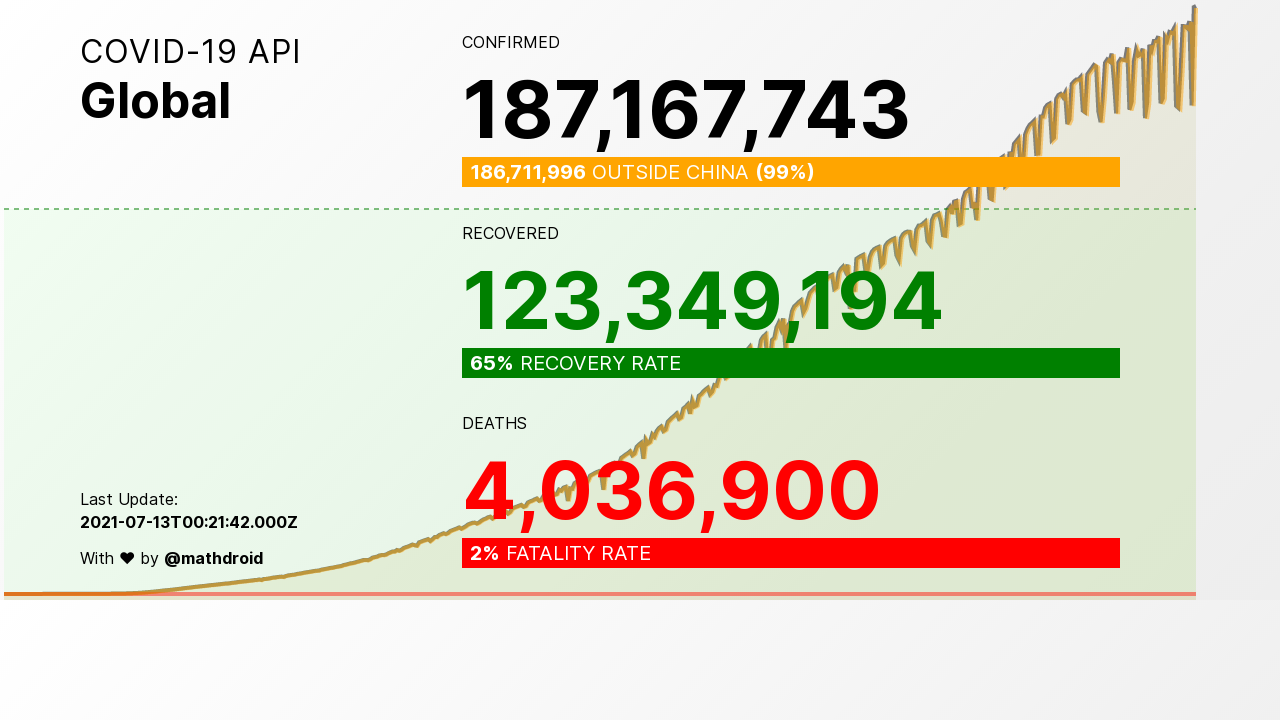 COVID-19 API
Global
CONFIRMED
187,167,743
186,711,996 OUTSIDE CHINA (99%)
RECOVERED
123,349,194
65% RECOVERY RATE
DEATHS
4,036,900
2% FATALITY RATE
Last Update:
2021-07-13T00:21:42.000Z
With ♥ by @mathdroid